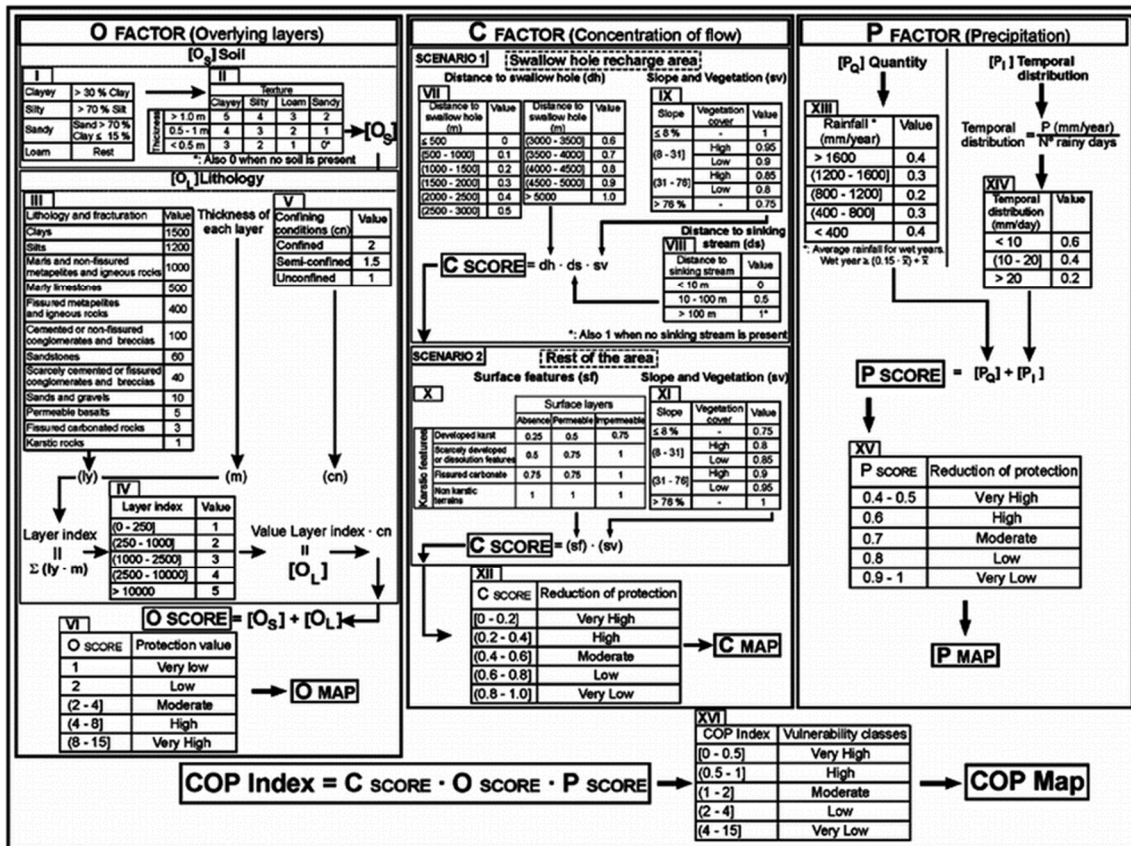 O FACTOR (Overlying layers)
[OS] Soil
I
Clayey > 30 % Clay
Silty > 70 % Silt
Sandy Sand > 70 % Clay ≤ 15 %
Loam Rest
II
Texture
Clayey Silty Loam Sandy
Thickness
> 1.0 m 5 4 3 2
0.5 - 1 m 4 3 2 1
< 0.5 m 3 2 1 0*
*: Also 0 when no soil is present
[OS]
[OL] Lithology
III
Lithology and fracturation Value
Clays 1500
Silts 1200
Marls and non-fissured metapelites and igneous rocks 1000
Marly limestones 500
Fissured metapelites and igneous rocks 400
Cemented or non-fissured conglomerates and breccias 100
Sandstones 60
Scarcely cemented or fissured conglomerates and breccias 40
Sands and gravels 10
Permeable basalts 5
Fissured carbonated rocks 3
Karstic rocks 1
Thickness of each layer
V
Confining conditions (cn) Value
Confined 2
Semi-confined 1.5
Unconfined 1
(ly) (m) (cn)
Layer index
=
Σ (ly · m)
IV
Layer index Value
(0 - 250] 1
(250 - 1000] 2
(1000 - 2500] 3
(2500 - 10000] 4
> 10000 5
Value Layer index · cn
=
[OL]
O SCORE = [OS] + [OL]
VI
O SCORE Protection value
1 Very low
2 Low
(2 - 4] Moderate
(4 - 8] High
(8 - 15] Very High
O MAP
C FACTOR (Concentration of flow)
SCENARIO 1
Swallow hole recharge area
Distance to swallow hole (dh)
VII
Distance to swallow hole (m) Value Distance to swallow hole (m) Value
≤ 500 0 (3000 - 3500] 0.6
(500 - 1000] 0.1 (3500 - 4000] 0.7
(1000 - 1500] 0.2 (4000 - 4500] 0.8
(1500 - 2000] 0.3 (4500 - 5000] 0.9
(2000 - 2500] 0.4 > 5000 1.0
(2500 - 3000] 0.5
Slope and Vegetation (sv)
IX
Slope Vegetation cover Value
≤ 8 % - 1
(8 - 31] High 0.95
Low 0.9
(31 - 76] High 0.85
Low 0.8
> 76 % - 0.75
C SCORE = dh · ds · sv
Distance to sinking stream (ds)
VIII
Distance to sinking stream Value
< 10 m 0
10 - 100 m 0.5
> 100 m 1*
*: Also 1 when no sinking stream is present
SCENARIO 2
Rest of the area
Surface features (sf)
X
Surface layers
Absence Permeable Impermeable
Karstic features
Developed karst 0.25 0.5 0.75
Scarcely developed or dissolution features 0.5 0.75 1
Fissured carbonate 0.75 0.75 1
Non karstic terrains 1 1 1
Slope and Vegetation (sv)
XI
Slope Vegetation cover Value
≤ 8 % - 0.75
(8 - 31] High 0.8
Low 0.85
(31 - 76] High 0.9
Low 0.95
> 76 % - 1
C SCORE = (sf) · (sv)
XII
C SCORE Reduction of protection
[0 - 0.2] Very High
(0.2 - 0.4] High
(0.4 - 0.6] Moderate
(0.6 - 0.8] Low
(0.8 - 1.0] Very Low
C MAP
P FACTOR (Precipitation)
[PQ] Quantity
XIII
Rainfall * (mm/year) Value
> 1600 0.4
(1200 - 1600] 0.3
(800 - 1200] 0.2
(400 - 800] 0.3
< 400 0.4
*: Average rainfall for wet years.
Wet year ≥ (0.15 · x̄) + x̄
[PI] Temporal distribution
Temporal distribution = P (mm/year) / Nº rainy days
XIV
Temporal distribution (mm/day) Value
< 10 0.6
(10 - 20] 0.4
> 20 0.2
P SCORE = [PQ] + [PI]
XV
P SCORE Reduction of protection
0.4 - 0.5 Very High
0.6 High
0.7 Moderate
0.8 Low
0.9 - 1 Very Low
P MAP
COP Index = C SCORE · O SCORE · P SCORE
XVI
COP Index Vulnerability classes
[0 - 0.5] Very High
(0.5 - 1] High
(1 - 2] Moderate
(2 - 4] Low
(4 - 15] Very Low
COP Map